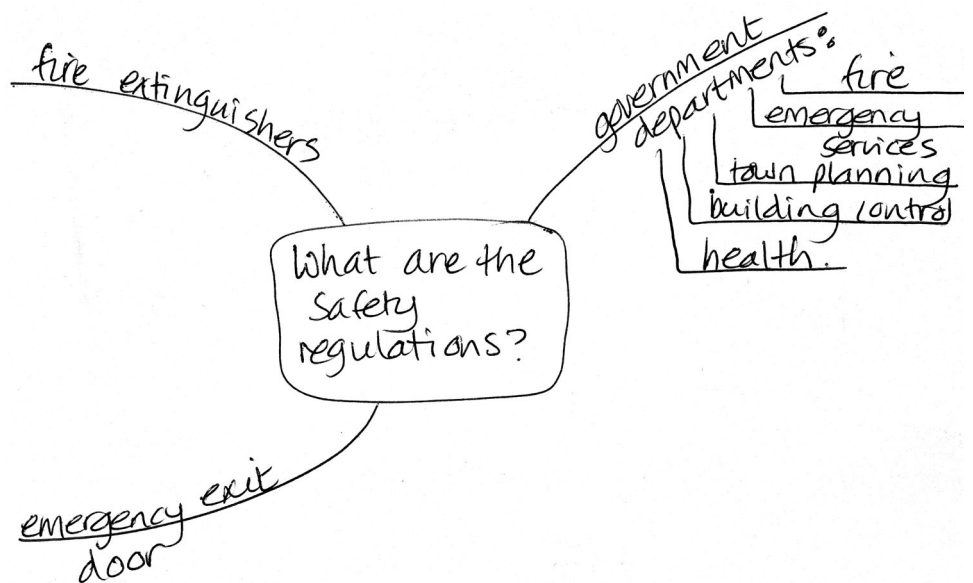 fire extinguishers
government
departments:
fire
emergency
services
town planning
building control
health.
What are the
safety
regulations?
emergency exit
door